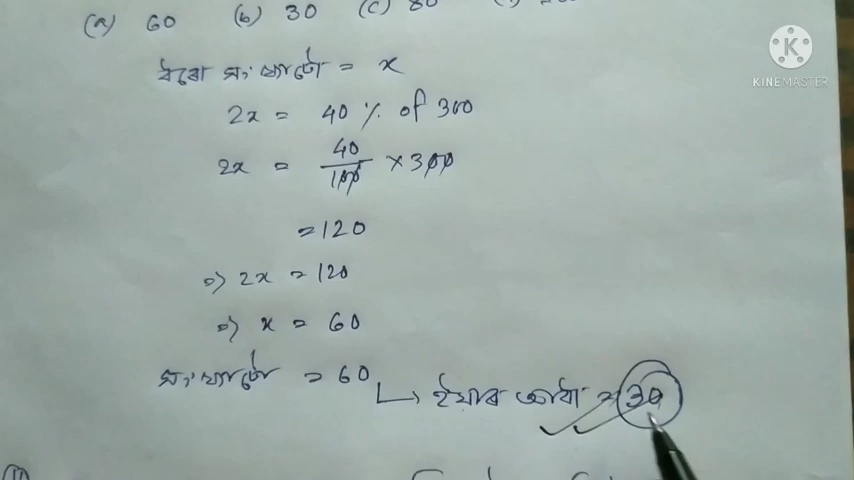 (a) 60 (b) 30 (c) 80
KINEMASTER
ধৰো সংখ্যাটো = x
2x = 40 % of 300
2x = 40/100 × 300
= 120
⇒ 2x = 120
⇒ x = 60
সংখ্যাটো = 60
↳ ইয়াৰ আধা = 30